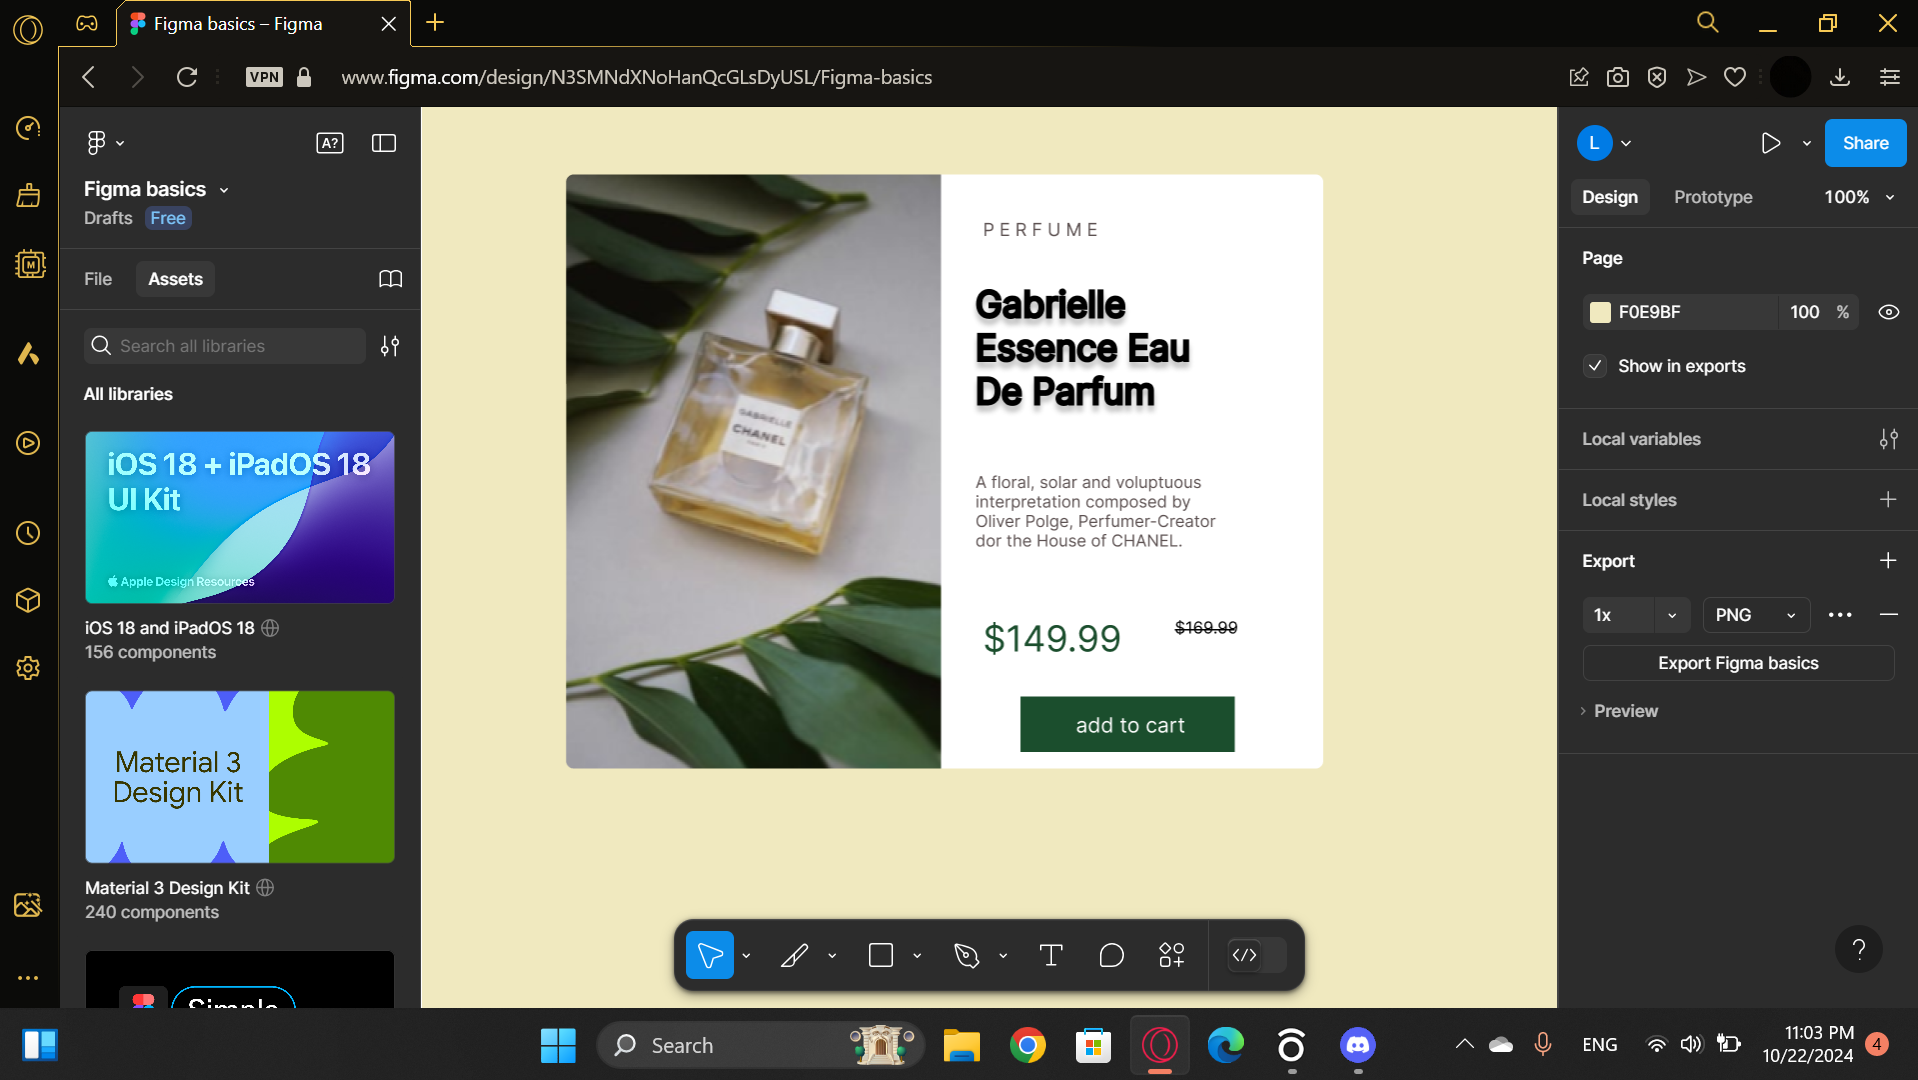 Figma basics – Figma
VPN
www.figma.com/design/N3SMNdXNoHanQcGLsDyUSL/Figma-basics
A?
Figma basics
Drafts Free
File Assets
Search all libraries
All libraries
iOS 18 + iPadOS 18
UI Kit
Apple Design Resources
iOS 18 and iPadOS 18
156 components
Material 3
Design Kit
Material 3 Design Kit
240 components
Simple
PERFUME
Gabrielle
Essence Eau
De Parfum
GABRIELLE
CHANEL
PARIS
A floral, solar and voluptuous
interpretation composed by
Oliver Polge, Perfumer-Creator
dor the House of CHANEL.
$149.99
$169.99
add to cart
L
Share
Design Prototype 100%
Page
F0E9BF 100 %
Show in exports
Local variables
Local styles
Export
1x PNG
Export Figma basics
Preview
?
M
Search
ENG
11:03 PM
10/22/2024
4